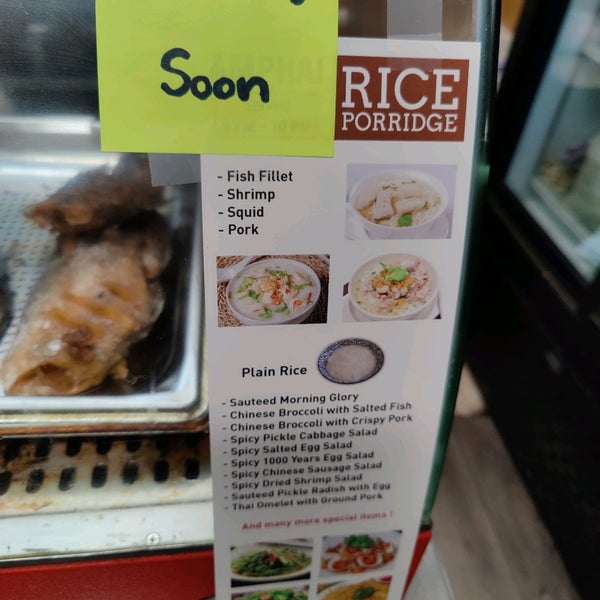 Soon
RICE
PORRIDGE
- Fish Fillet
- Shrimp
- Squid
- Pork
Plain Rice
- Sauteed Morning Glory
- Chinese Broccoli with Salted Fish
- Chinese Broccoli with Crispy Pork
- Spicy Pickle Cabbage Salad
- Spicy Salted Egg Salad
- Spicy 1000 Years Egg Salad
- Spicy Chinese Sausage Salad
- Spicy Dried Shrimp Salad
- Sauteed Pickle Radish with Egg
- Thai Omelet with Ground Pork
And many more special items !